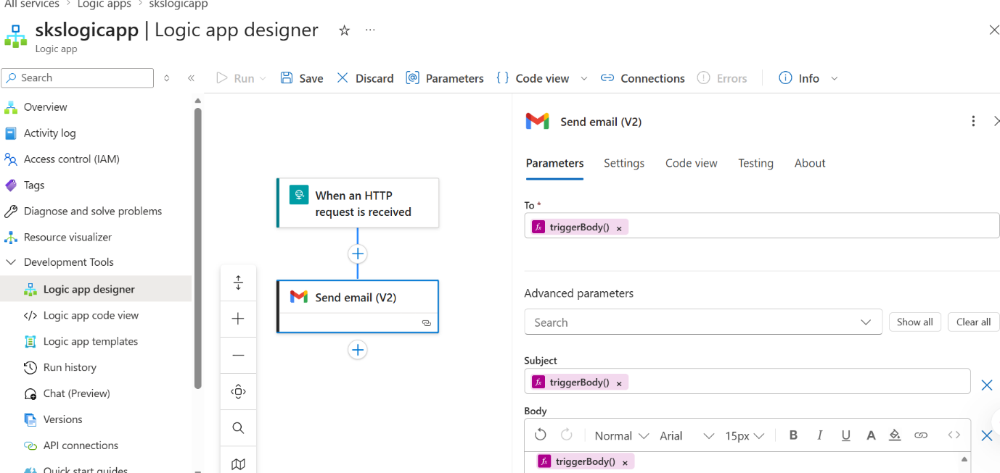 All services > Logic apps > skslogicapp
skslogicapp | Logic app designer
Logic app
Search
Run
Save
Discard
Parameters
Code view
Connections
Errors
Info
Overview
Activity log
Access control (IAM)
Tags
Diagnose and solve problems
Resource visualizer
Development Tools
Logic app designer
Logic app code view
Logic app templates
Run history
Chat (Preview)
Versions
API connections
Quick start guides
When an HTTP
request is received
Send email (V2)
Send email (V2)
Parameters
Settings
Code view
Testing
About
To *
fx triggerBody() ×
Advanced parameters
Search
Show all
Clear all
Subject
fx triggerBody() ×
Body
Normal
Arial
15px
B
I
U
A
fx triggerBody() ×